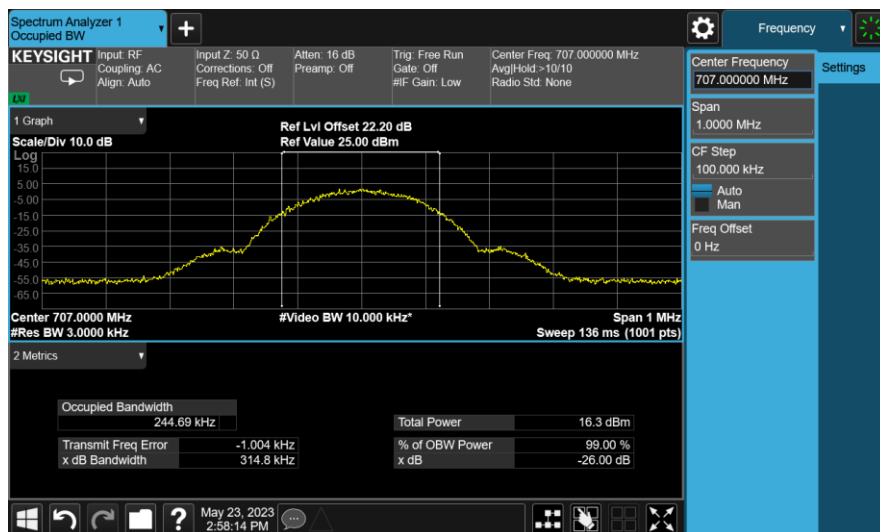 Spectrum Analyzer 1
Occupied BW
Frequency
KEYSIGHT
Input: RF
Coupling: AC
Align: Auto
Input Z: 50 Ω
Corrections: Off
Freq Ref: Int (S)
Atten: 16 dB
Preamp: Off
Trig: Free Run
Gate: Off
#IF Gain: Low
Center Freq: 707.000000 MHz
Avg|Hold:>10/10
Radio Std: None
LXI
Center Frequency
707.000000 MHz
Settings
Span
1.0000 MHz
CF Step
100.000 kHz
Auto
Man
Freq Offset
0 Hz
1 Graph
Scale/Div 10.0 dB
Ref Lvl Offset 22.20 dB
Ref Value 25.00 dBm
Log
15.0
5.00
-5.00
-15.0
-25.0
-35.0
-45.0
-55.0
-65.0
Center 707.0000 MHz
#Video BW 10.000 kHz*
Span 1 MHz
#Res BW 3.0000 kHz
Sweep 136 ms (1001 pts)
2 Metrics
Occupied Bandwidth
244.69 kHz
Total Power 16.3 dBm
Transmit Freq Error -1.004 kHz
% of OBW Power 99.00 %
x dB Bandwidth 314.8 kHz
x dB -26.00 dB
?
May 23, 2023
2:58:14 PM